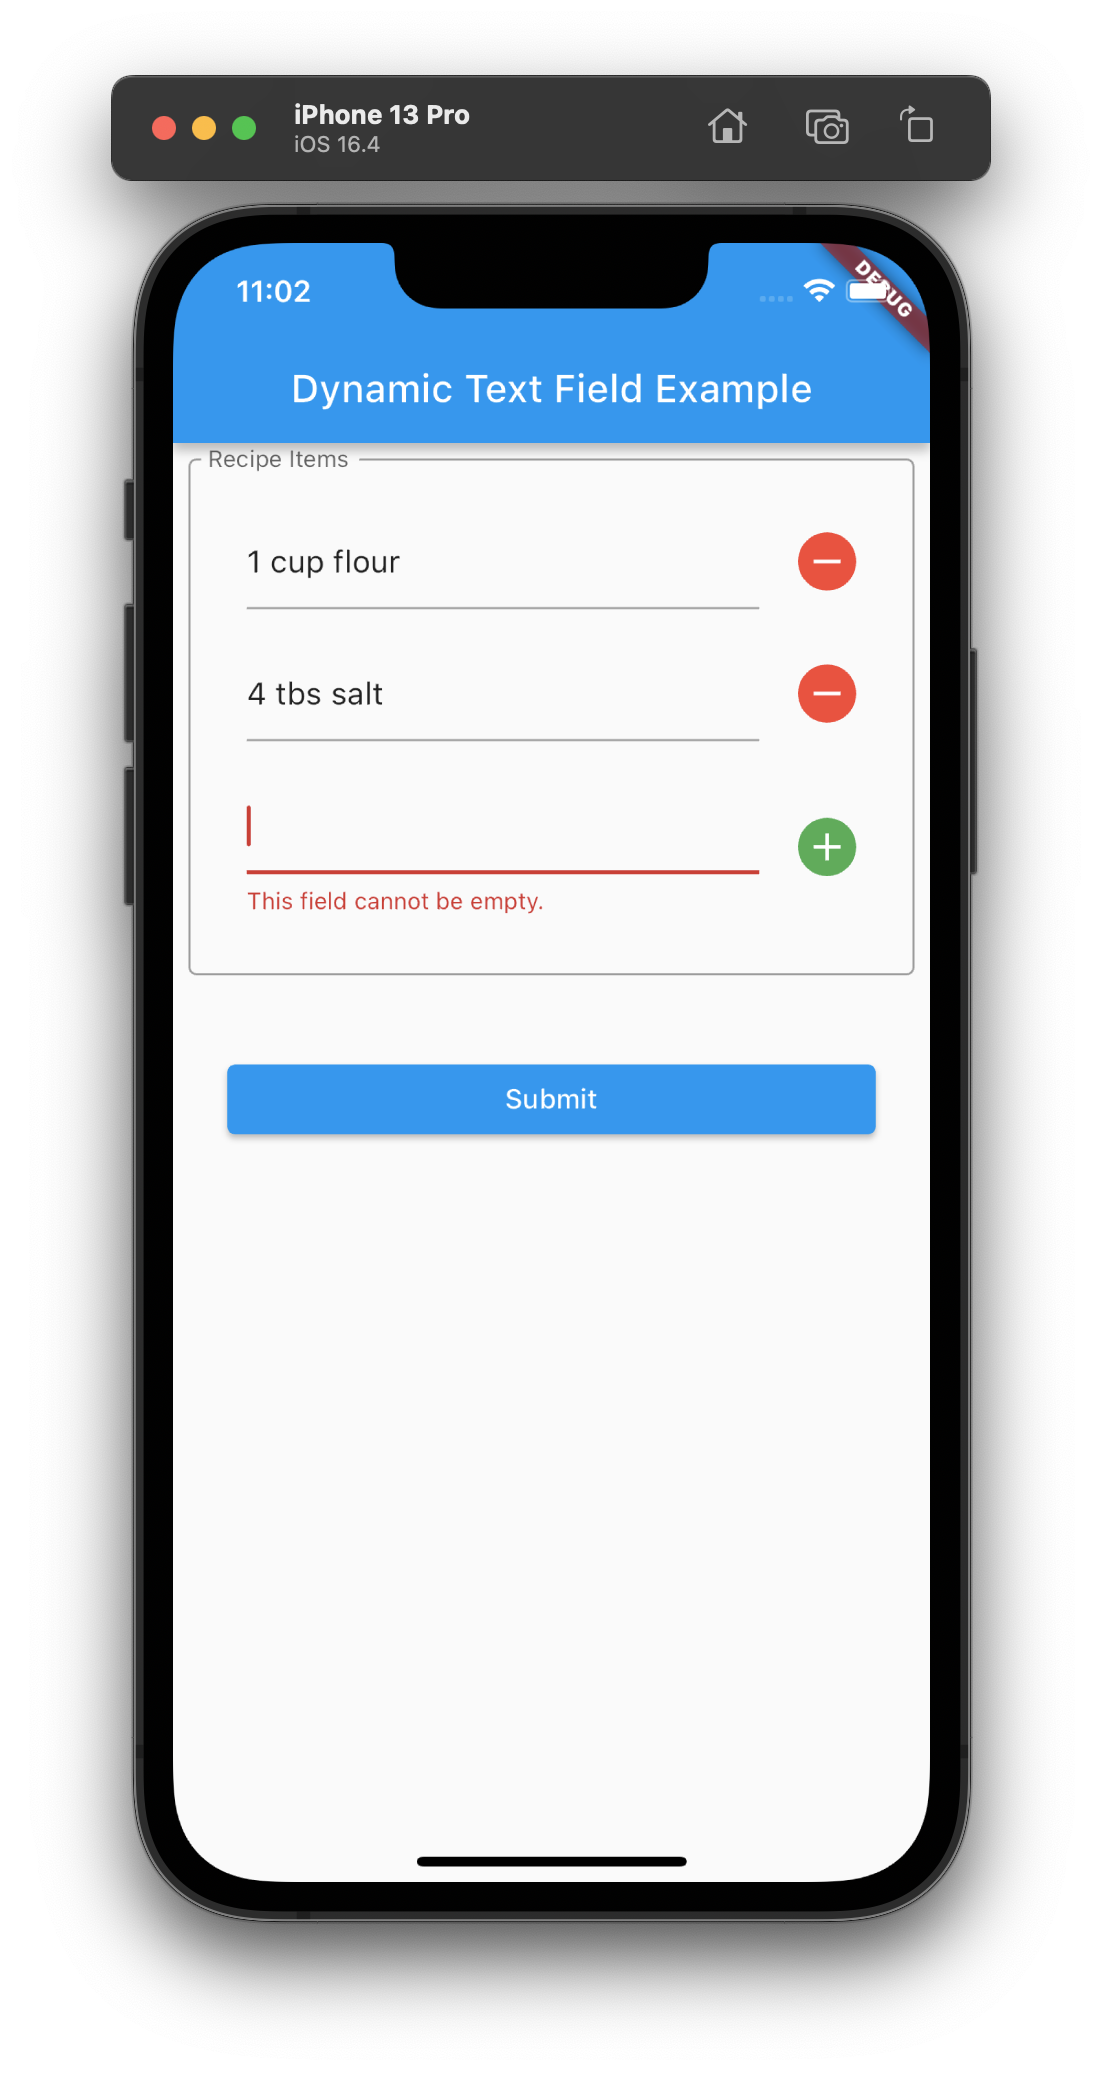 iPhone 13 Pro
iOS 16.4
11:02
DEBUG
Dynamic Text Field Example
Recipe Items
1 cup flour
4 tbs salt
This field cannot be empty.
Submit